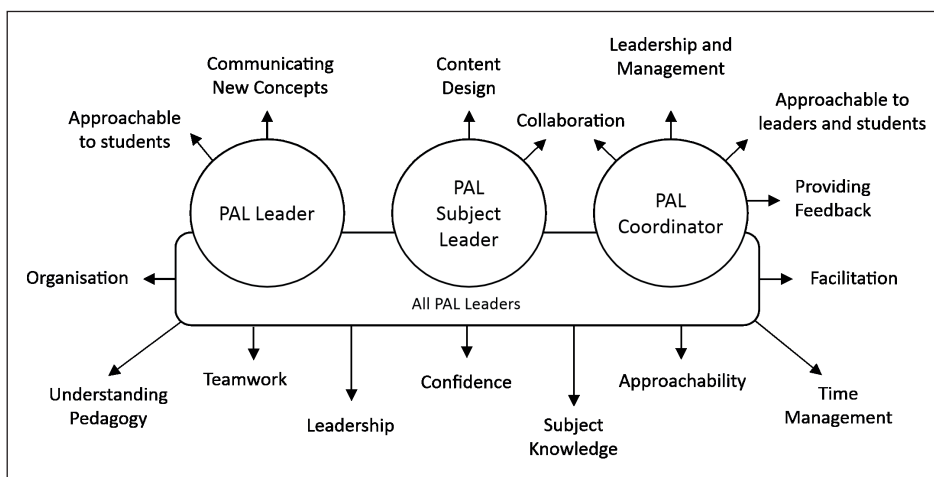 Leadership and
Management
Communicating
New Concepts
Content
Design
Approachable
to students
Collaboration
Approachable to
leaders and students
PAL Leader
PAL
Subject
Leader
PAL
Coordinator
Providing
Feedback
Organisation
All PAL Leaders
Facilitation
Understanding
Pedagogy
Teamwork
Leadership
Confidence
Subject
Knowledge
Approachability
Time
Management